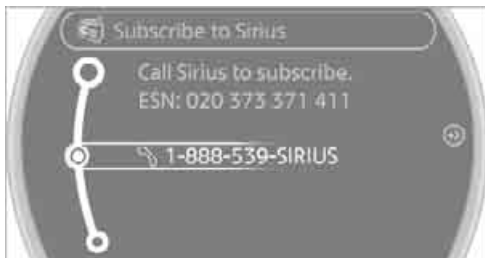 Subscribe to Sirius
Call Sirius to subscribe.
ESN: 020 373 371 411
1-888-539-SIRIUS